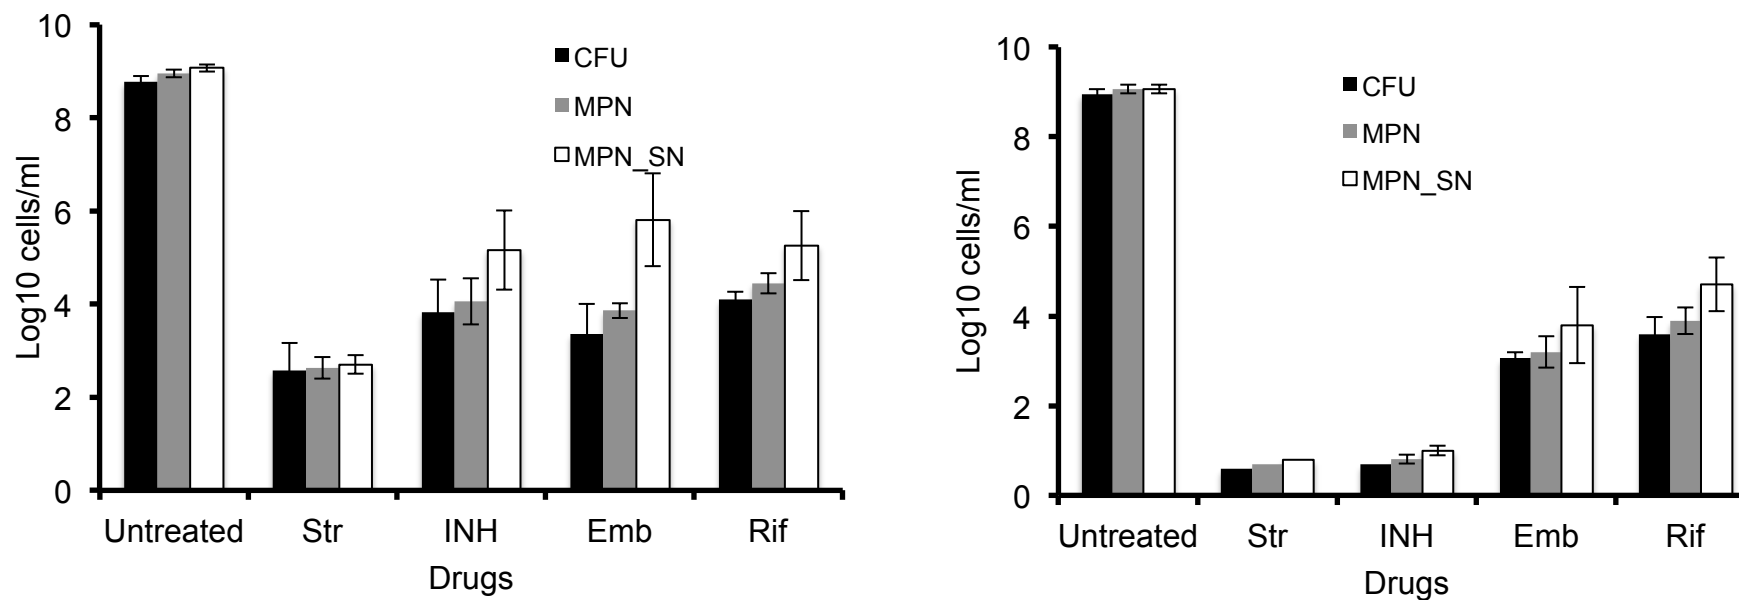 10
8
6
4
2
0
Log10 cells/ml
CFU
MPN
MPN_SN
Untreated Str INH Emb Rif
Drugs
10
8
6
4
2
0
Log10 cells/ml
CFU
MPN
MPN_SN
Untreated Str INH Emb Rif
Drugs